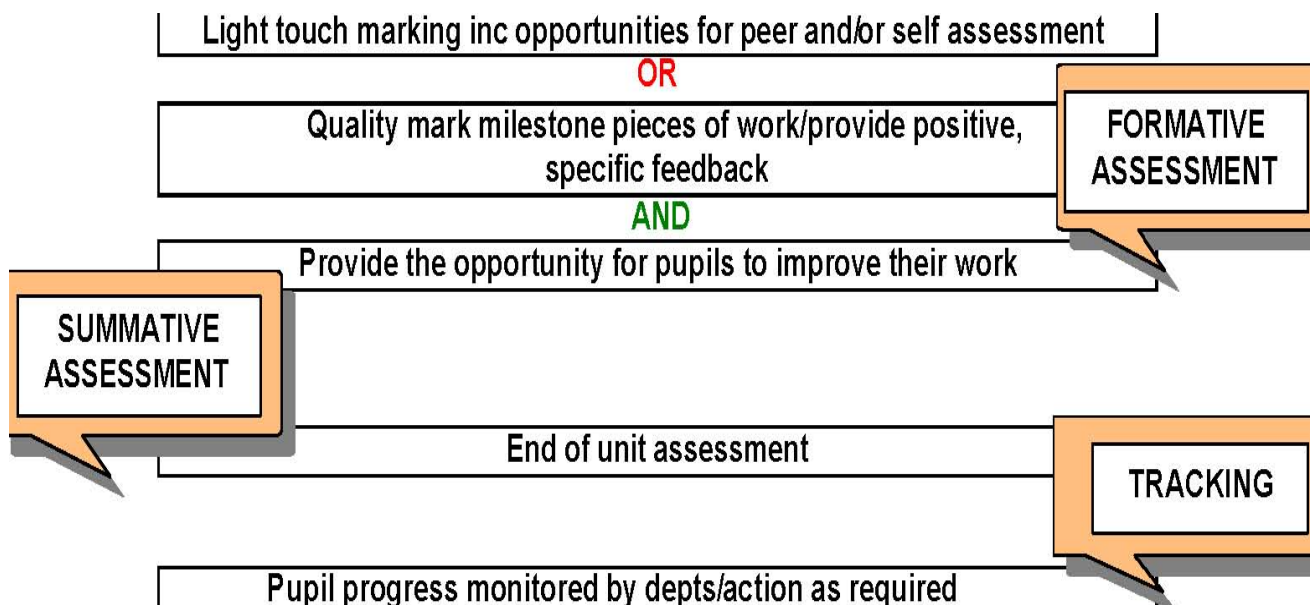 Light touch marking inc opportunities for peer and/or self assessment
OR
Quality mark milestone pieces of work/provide positive,
specific feedback
FORMATIVE
ASSESSMENT
AND
Provide the opportunity for pupils to improve their work
SUMMATIVE
ASSESSMENT
End of unit assessment
TRACKING
Pupil progress monitored by depts/action as required